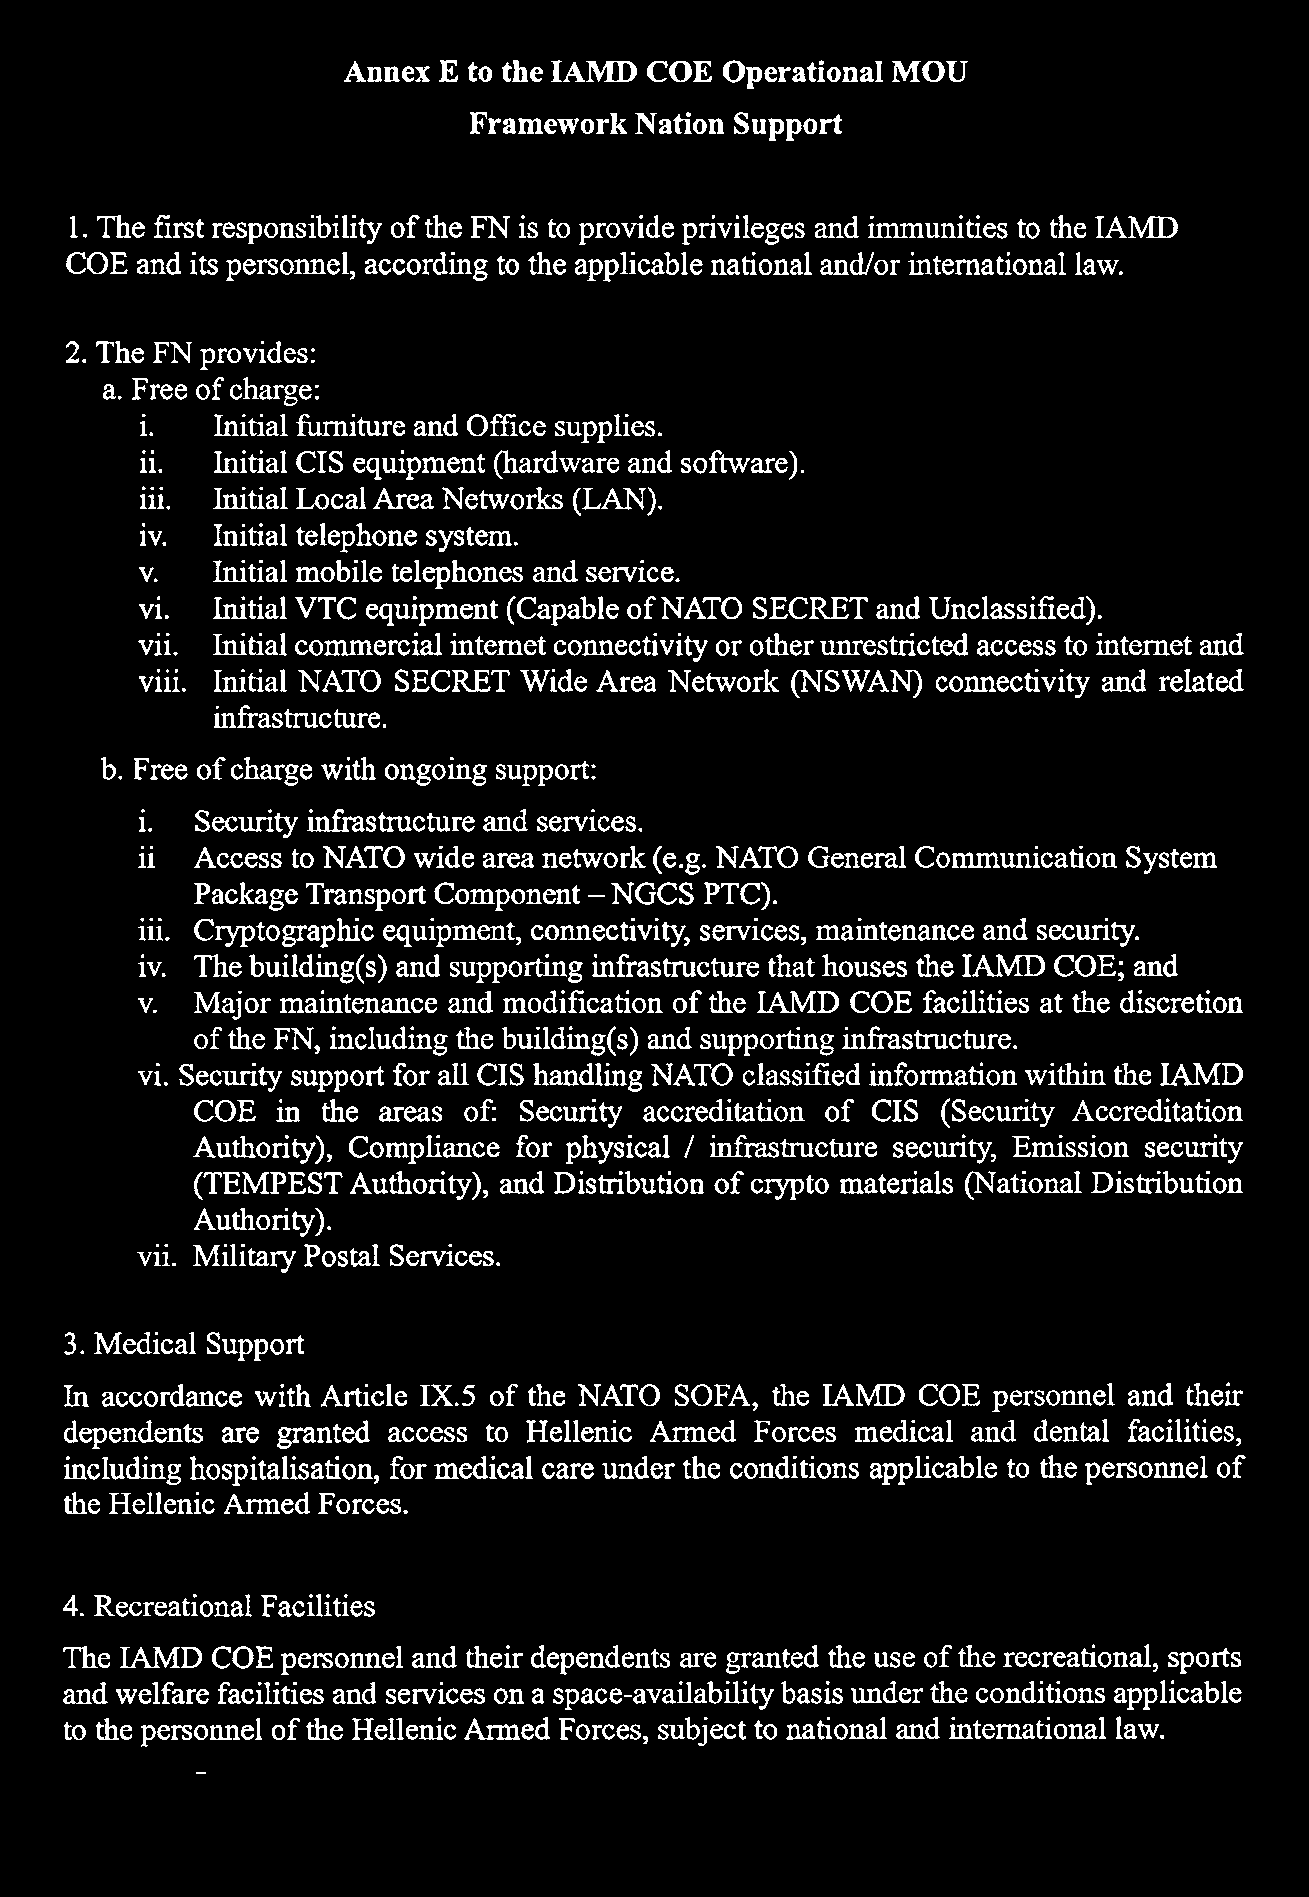 Annex E to the IAMD COE Operational MOU
Framework Nation Support
1. The first responsibility of the FN is to provide privileges and immunities to the IAMD
COE and its personnel, according to the applicable national and/or international law.
2. The FN provides:
a. Free of charge:
i. Initial furniture and Office supplies.
ii. Initial CIS equipment (hardware and software).
iii. Initial Local Area Networks (LAN).
iv. Initial telephone system.
v. Initial mobile telephones and service.
vi. Initial VTC equipment (Capable of NATO SECRET and Unclassified).
vii. Initial commercial internet connectivity or other unrestricted access to internet and
viii. Initial NATO SECRET Wide Area Network (NSWAN) connectivity and related
infrastructure.
b. Free of charge with ongoing support:
i. Security infrastructure and services.
ii Access to NATO wide area network (e.g. NATO General Communication System
Package Transport Component – NGCS PTC).
iii. Cryptographic equipment, connectivity, services, maintenance and security.
iv. The building(s) and supporting infrastructure that houses the IAMD COE; and
v. Major maintenance and modification of the IAMD COE facilities at the discretion
of the FN, including the building(s) and supporting infrastructure.
vi. Security support for all CIS handling NATO classified information within the IAMD
COE in the areas of: Security accreditation of CIS (Security Accreditation
Authority), Compliance for physical / infrastructure security, Emission security
(TEMPEST Authority), and Distribution of crypto materials (National Distribution
Authority).
vii. Military Postal Services.
3. Medical Support
In accordance with Article IX.5 of the NATO SOFA, the IAMD COE personnel and their
dependents are granted access to Hellenic Armed Forces medical and dental facilities,
including hospitalisation, for medical care under the conditions applicable to the personnel of
the Hellenic Armed Forces.
4. Recreational Facilities
The IAMD COE personnel and their dependents are granted the use of the recreational, sports
and welfare facilities and services on a space-availability basis under the conditions applicable
to the personnel of the Hellenic Armed Forces, subject to national and international law.